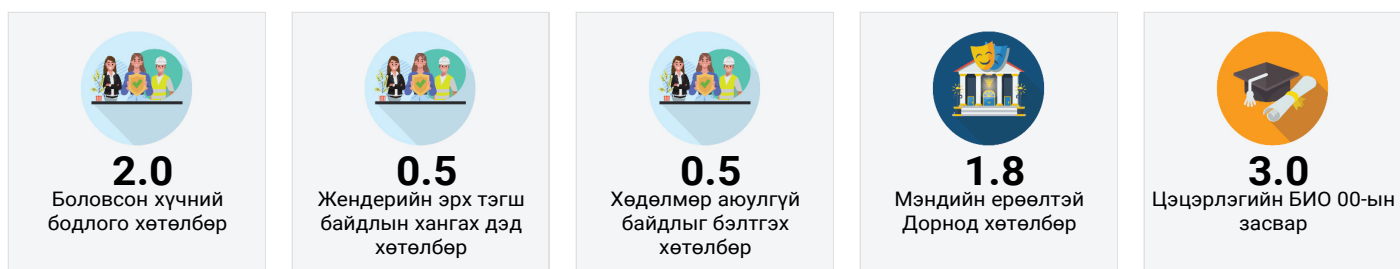 2.0
Боловсон хүчний
бодлого хөтөлбөр
0.5
Жендерийн эрх тэгш
байдлын хангах дэд
хөтөлбөр
0.5
Хөдөлмөр аюулгүй
байдлыг бэлтгэх
хөтөлбөр
1.8
Мэндийн ерөөлтэй
Дорнод хөтөлбөр
3.0
Цэцэрлэгийн БИО 00-ын
засвар